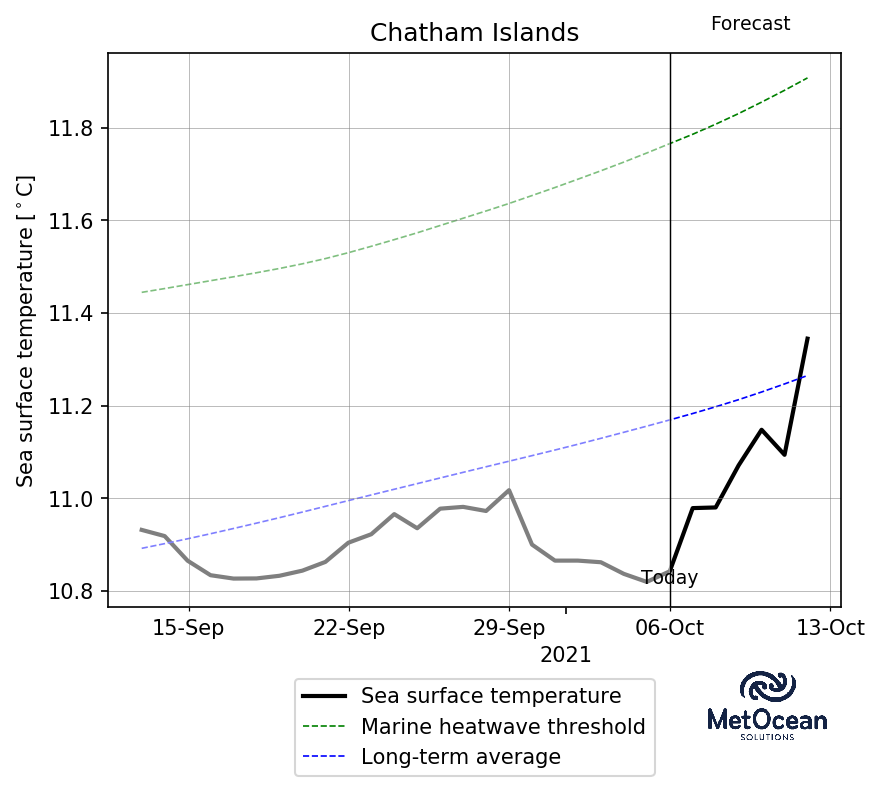 Forecast
Chatham Islands
Sea surface temperature [°C]
11.8
11.6
11.4
11.2
11.0
10.8
Today
15-Sep 22-Sep 29-Sep 06-Oct 13-Oct
2021
Sea surface temperature
Marine heatwave threshold
Long-term average
MetOcean
SOLUTIONS